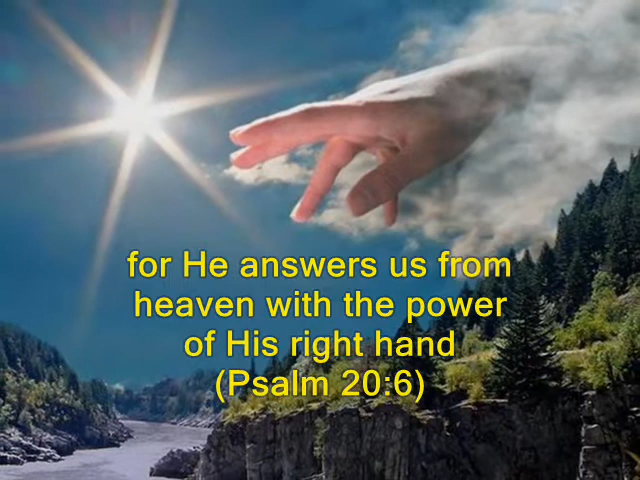 for He answers us from
heaven with the power
of His right hand
(Psalm 20:6)